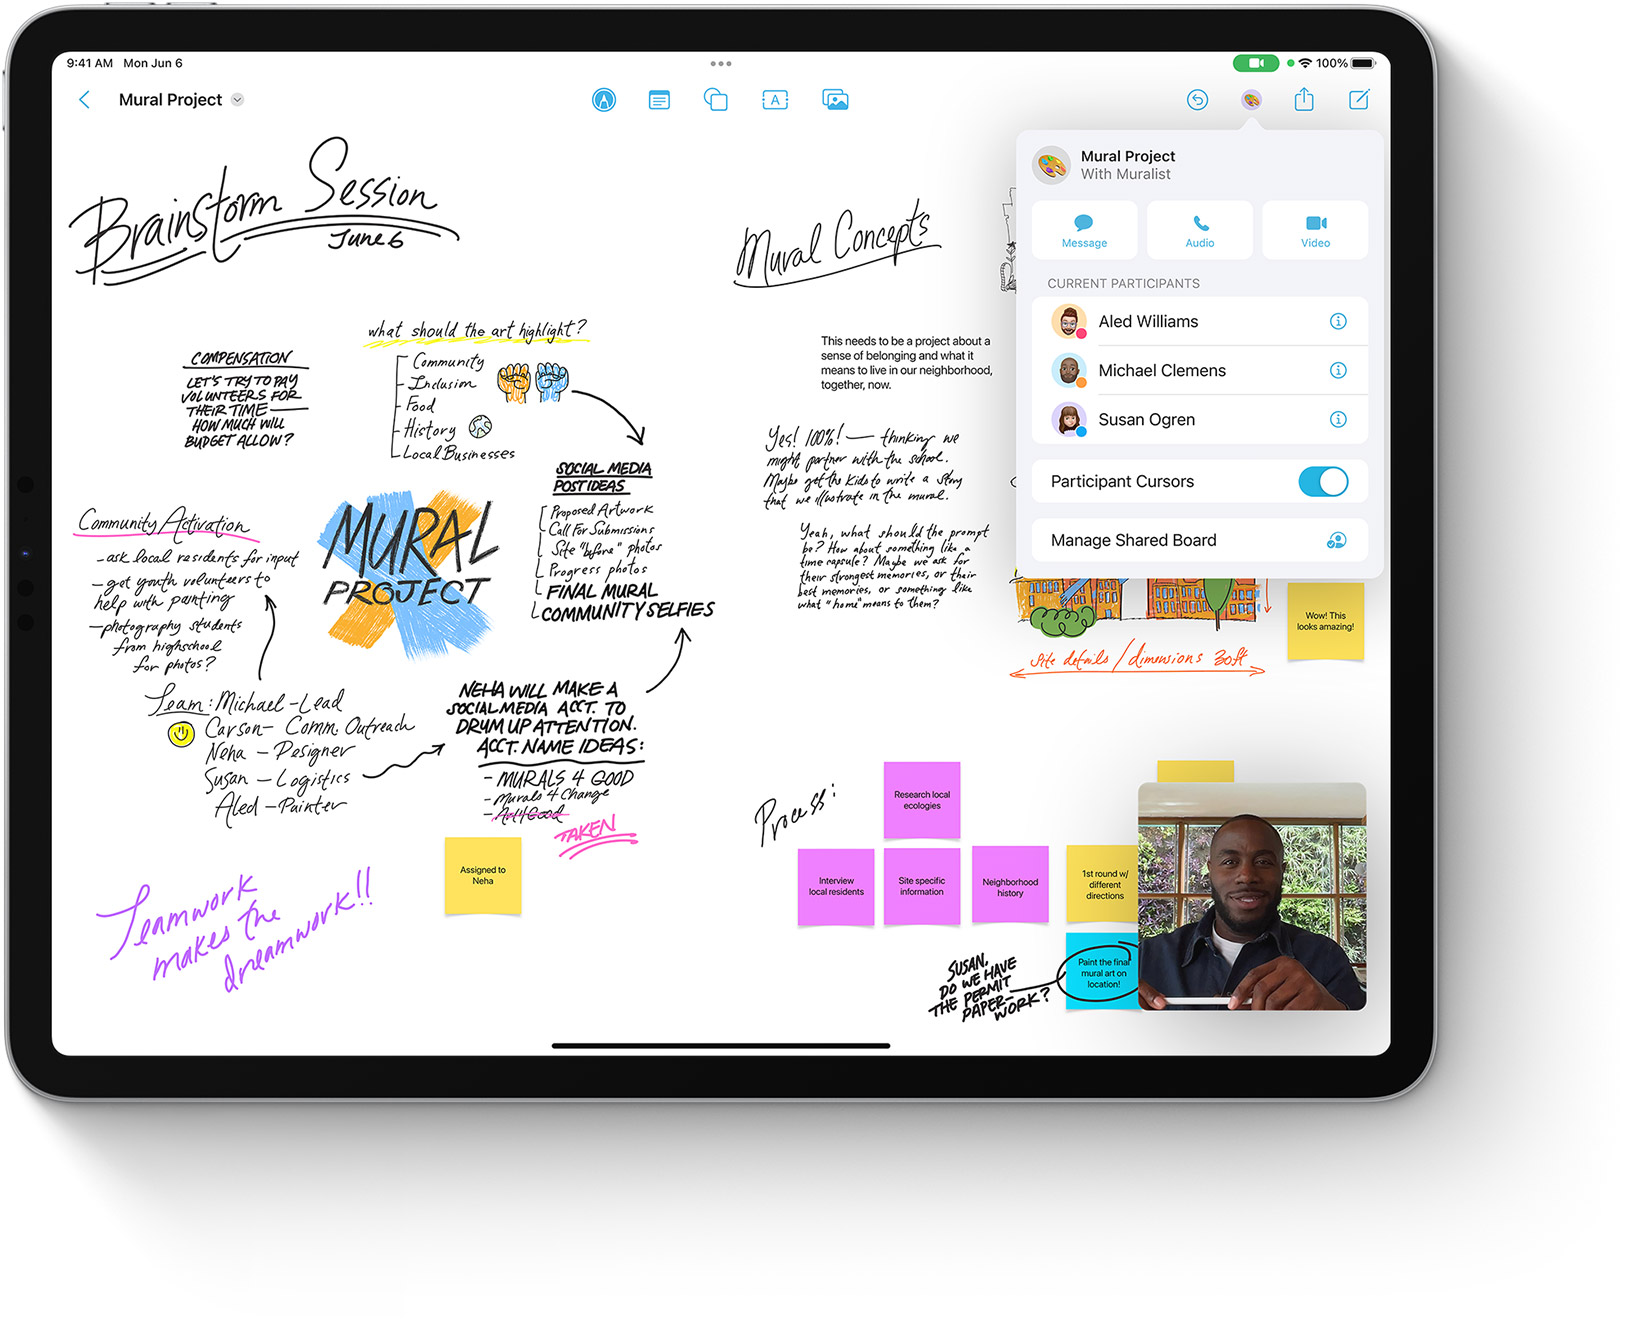 9:41 AM Mon Jun 6
100%
Mural Project
A
Brainstorm Session
June 6
COMPENSATION
LET'S TRY TO PAY
VOLUNTEERS FOR
THEIR TIME —
HOW MUCH WILL
BUDGET ALLOW?
what should the art highlight?
- Community
- Inclusion
- Food
- History
- Local Businesses
SOCIAL MEDIA
POST IDEAS
- Proposed Artwork
- Call For Submissions
- Site "before" photos
- Progress photos
- FINAL MURAL
- COMMUNITY SELFIES
Community Activation
- ask local residents for input
- get youth volunteers to
help with painting
- photography students
from highschool
for photos?
MURAL
PROJECT
Team: Michael - Lead
Carson - Comm. Outreach
Neha - Designer
Susan - Logistics
Aled - Painter
NEHA WILL MAKE A
SOCIAL MEDIA ACCT. TO
DRUM UP ATTENTION.
ACCT. NAME IDEAS:
- MURALS 4 GOOD
- Murals 4 Change
- Art 4 Good
TAKEN
Assigned to
Neha
Teamwork
makes the
dreamwork!!
Mural Concepts
This needs to be a project about a
sense of belonging and what it
means to live in our neighborhood,
together, now.
Yes! 100%! — thinking we
might partner with the school.
Maybe get the kids to write a story
that we illustrate in the mural.
Yeah, what should the prompt
be? How about something like a
time capsule? Maybe we ask for
their strongest memories, or their
best memories, or something like
what "home" means to them?
Mural Project
With Muralist
Message
Audio
Video
CURRENT PARTICIPANTS
Aled Williams
Michael Clemens
Susan Ogren
Participant Cursors
Manage Shared Board
Wow! This
looks amazing!
Site details / dimensions 30ft
Process:
Research local
ecologies
Interview
local residents
Site specific
information
Neighborhood
history
1st round w/
different
directions
Paint the final
mural art on
location!
SUSAN,
DO WE HAVE
THE PERMIT
PAPER-
WORK?